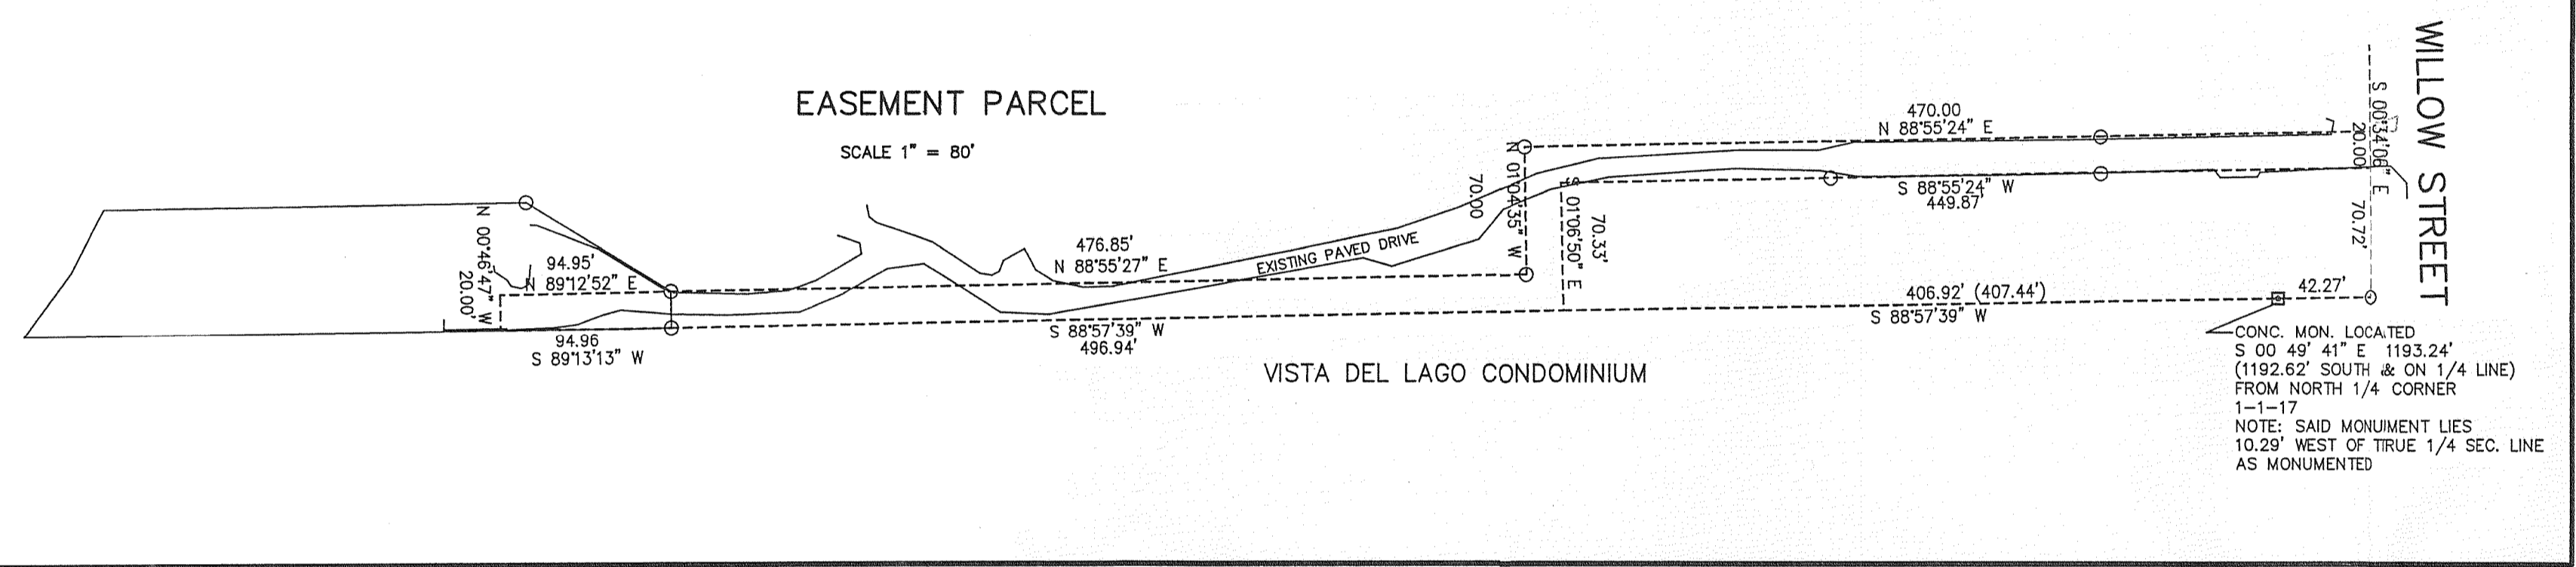 EASEMENT PARCEL
SCALE 1" = 80'
WILLOW STREET
470.00
N 88°55'24" E
S 00°34'06" E
20.00
S 88°55'24" W
449.87'
N 01°04'35" W
70.00
S 01°06'50" E
70.33'
70.72'
476.85'
N 88°55'27" E
EXISTING PAVED DRIVE
N 00°46'47" W
20.00'
94.95'
N 89°12'52" E
94.96
S 89°13'13" W
S 88°57'39" W
496.94'
406.92' (407.44')
S 88°57'39" W
42.27'
VISTA DEL LAGO CONDOMINIUM
CONC. MON. LOCATED
S 00 49' 41" E 1193.24'
(1192.62' SOUTH & ON 1/4 LINE)
FROM NORTH 1/4 CORNER
1-1-17
NOTE: SAID MONUIMENT LIES
10.29' WEST OF TIRUE 1/4 SEC. LINE
AS MONUMENTED